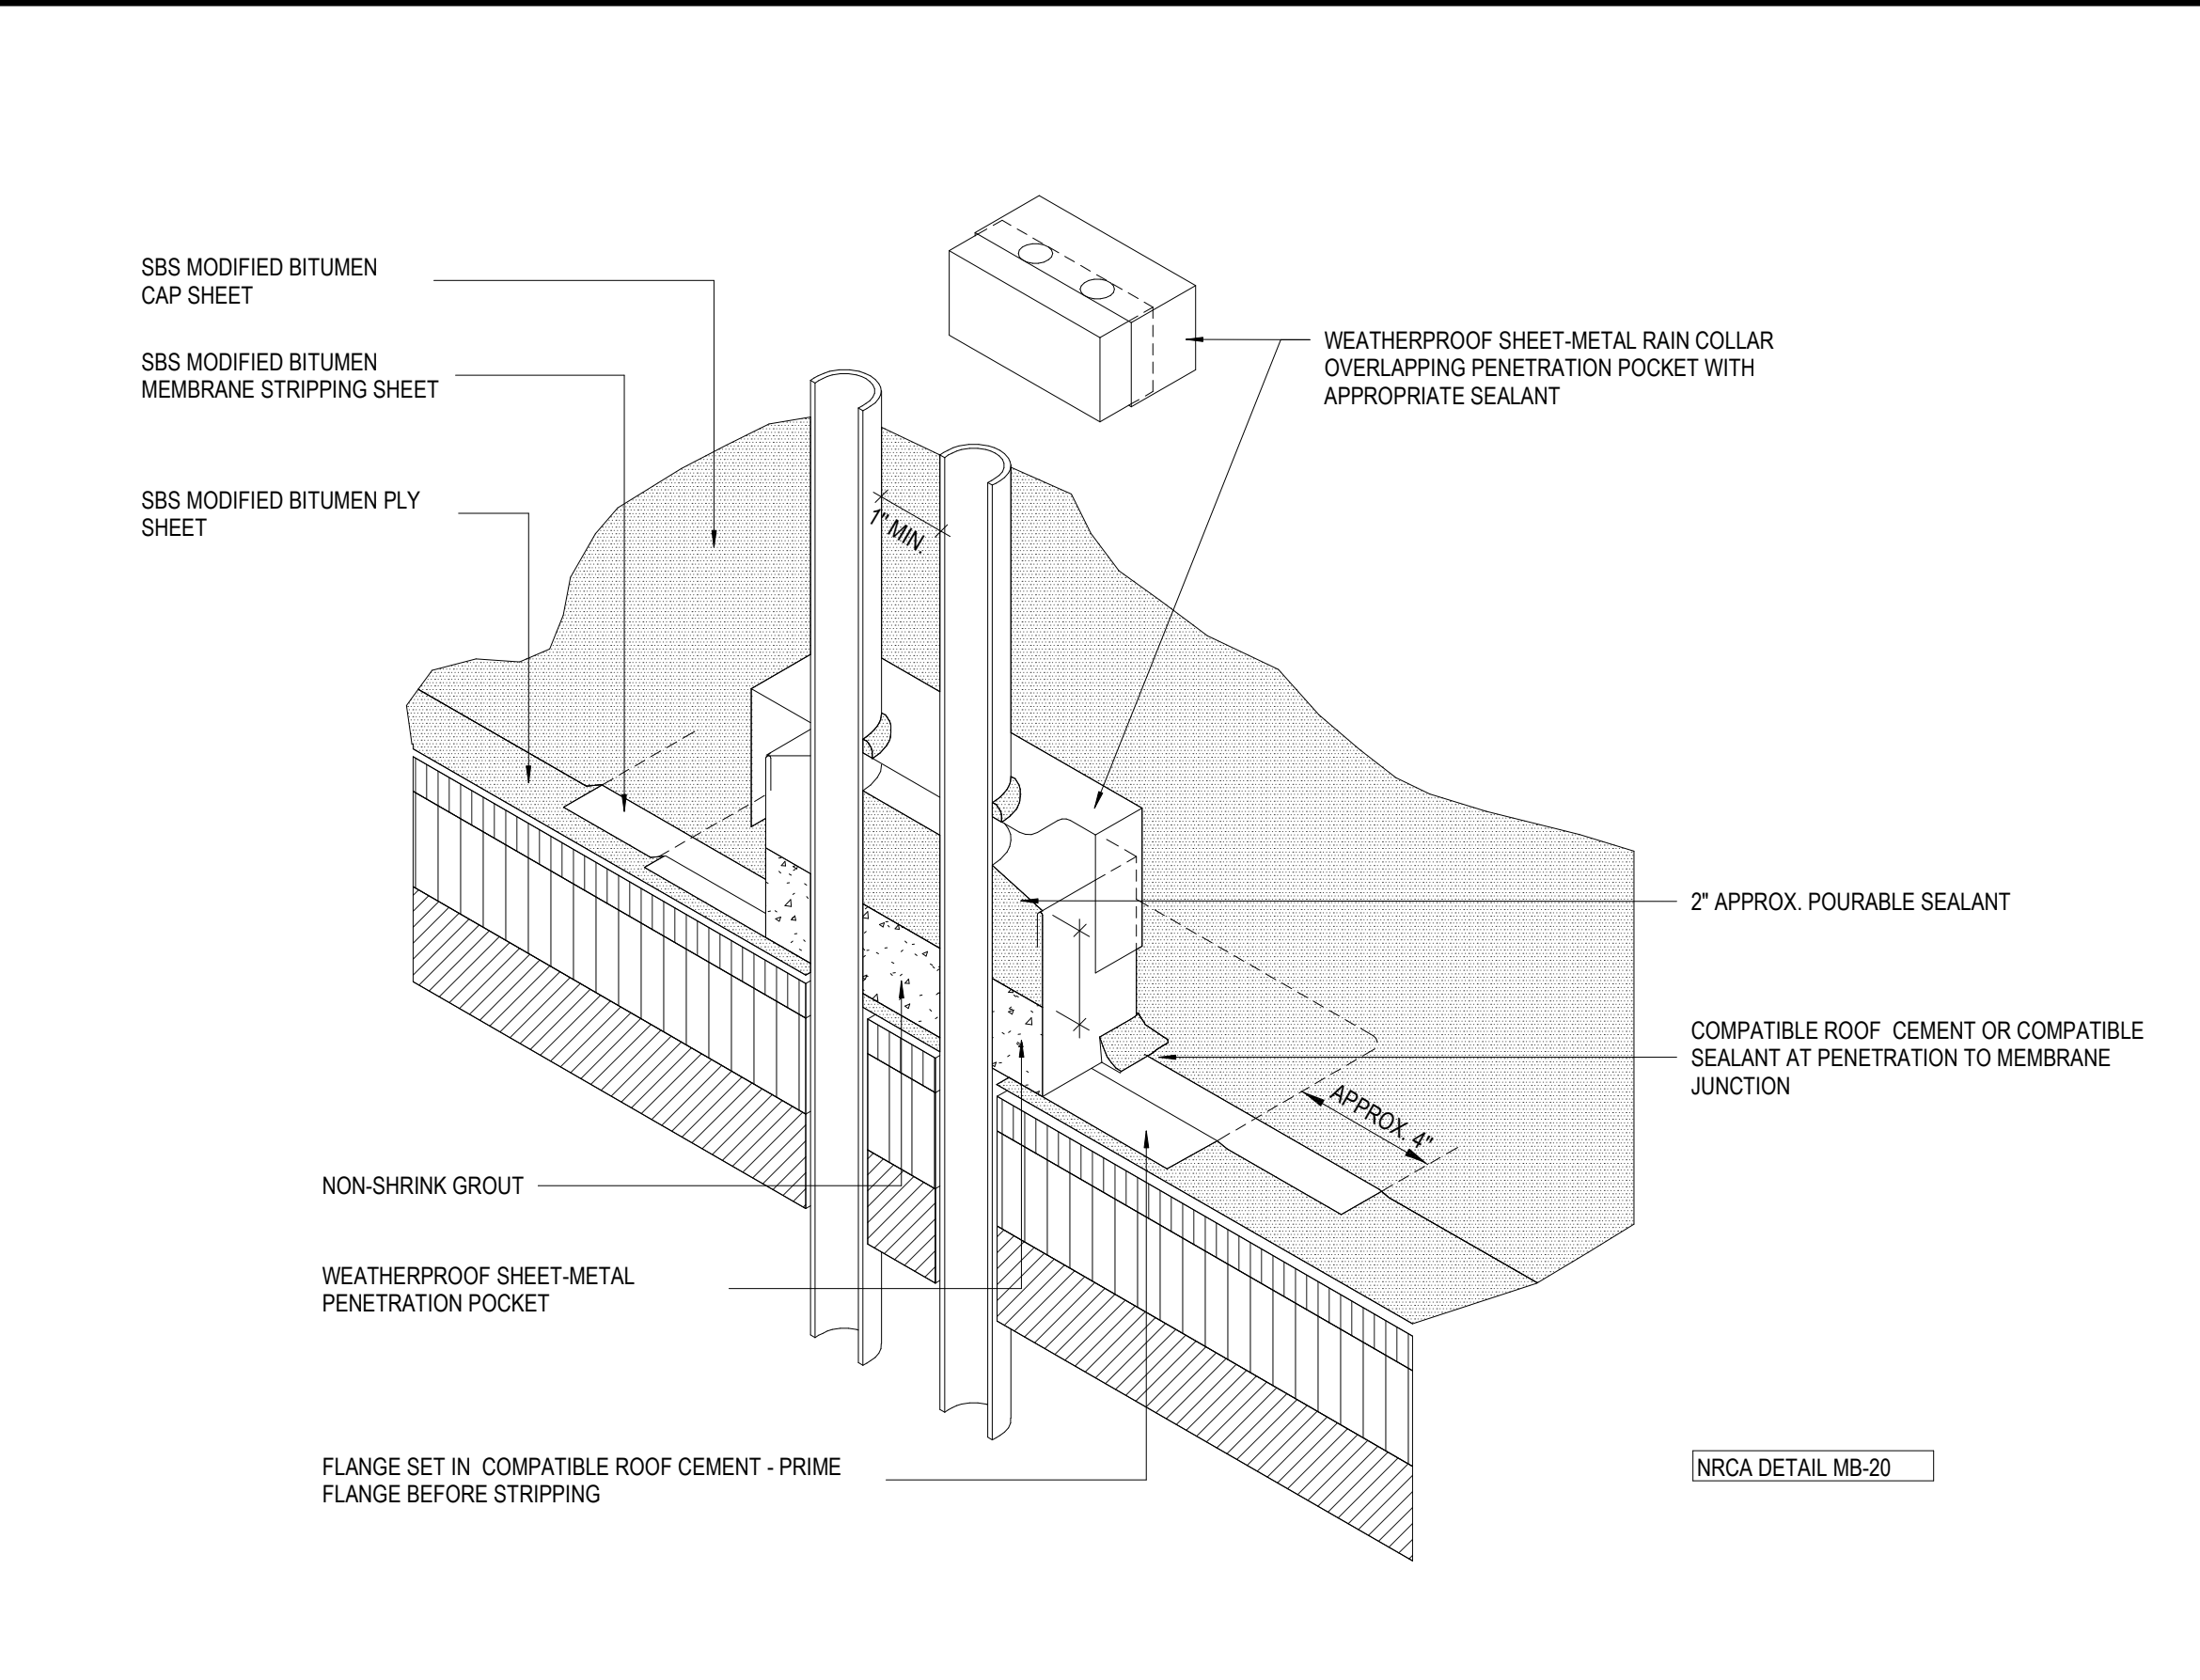 SBS MODIFIED BITUMEN
CAP SHEET
SBS MODIFIED BITUMEN
MEMBRANE STRIPPING SHEET
SBS MODIFIED BITUMEN PLY
SHEET
WEATHERPROOF SHEET-METAL RAIN COLLAR
OVERLAPPING PENETRATION POCKET WITH
APPROPRIATE SEALANT
1" MIN.
2" APPROX. POURABLE SEALANT
COMPATIBLE ROOF  CEMENT OR COMPATIBLE
SEALANT AT PENETRATION TO MEMBRANE
JUNCTION
APPROX. 4"
NON-SHRINK GROUT
WEATHERPROOF SHEET-METAL
PENETRATION POCKET
FLANGE SET IN  COMPATIBLE ROOF CEMENT - PRIME
FLANGE BEFORE STRIPPING
NRCA DETAIL MB-20